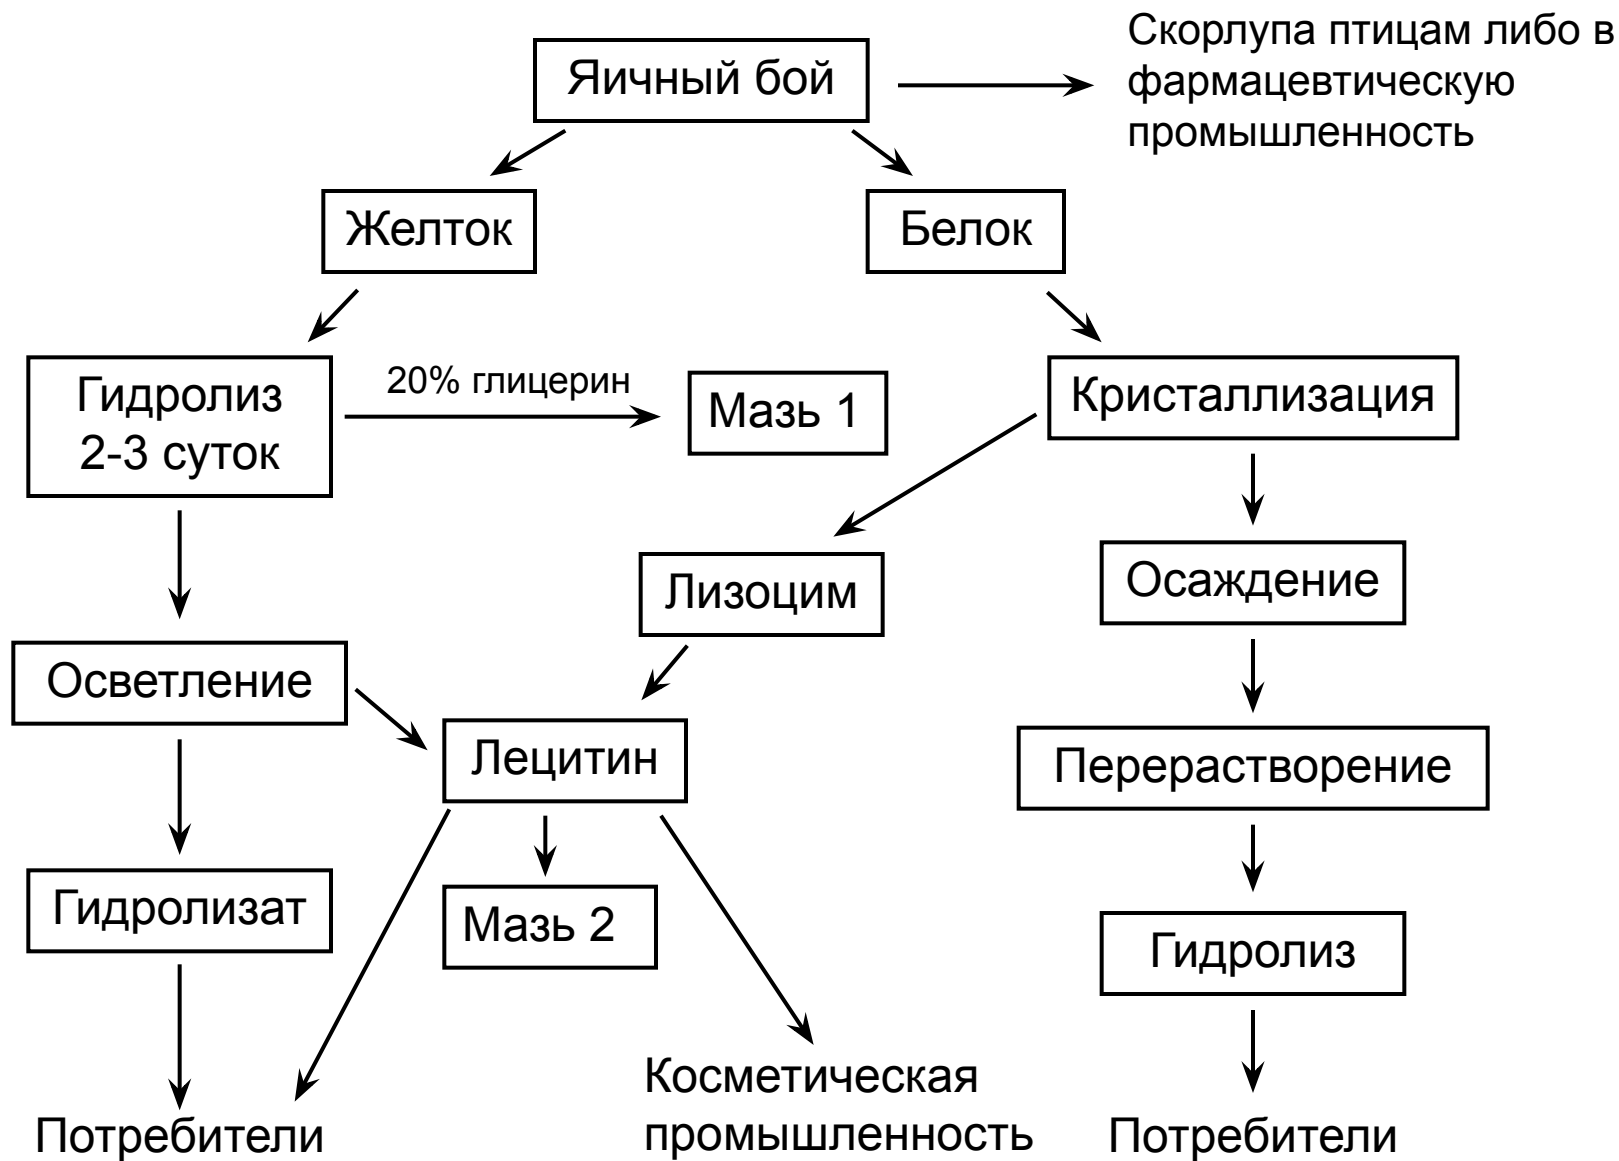 Яичный бой
Скорлупа птицам либо в
фармацевтическую
промышленность
Желток
Белок
Гидролиз
2-3 суток
20% глицерин
Мазь 1
Кристаллизация
Лизоцим
Осаждение
Осветление
Лецитин
Перерастворение
Гидролизат
Мазь 2
Гидролиз
Потребители
Косметическая
промышленность
Потребители